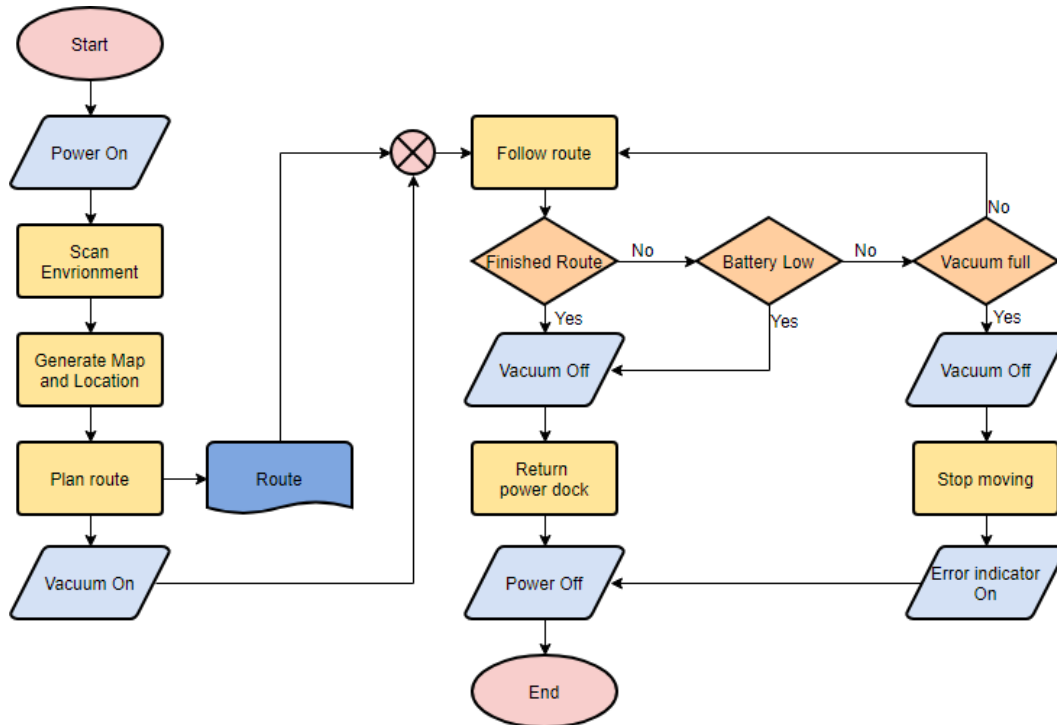 Start
Power On
Scan
Envrionment
Generate Map
and Location
Plan route
Route
Vacuum On
Follow route
Finished Route
No
Battery Low
No
Vacuum full
No
Yes
Yes
Yes
Vacuum Off
Vacuum Off
Return
power dock
Stop moving
Power Off
Error indicator
On
End